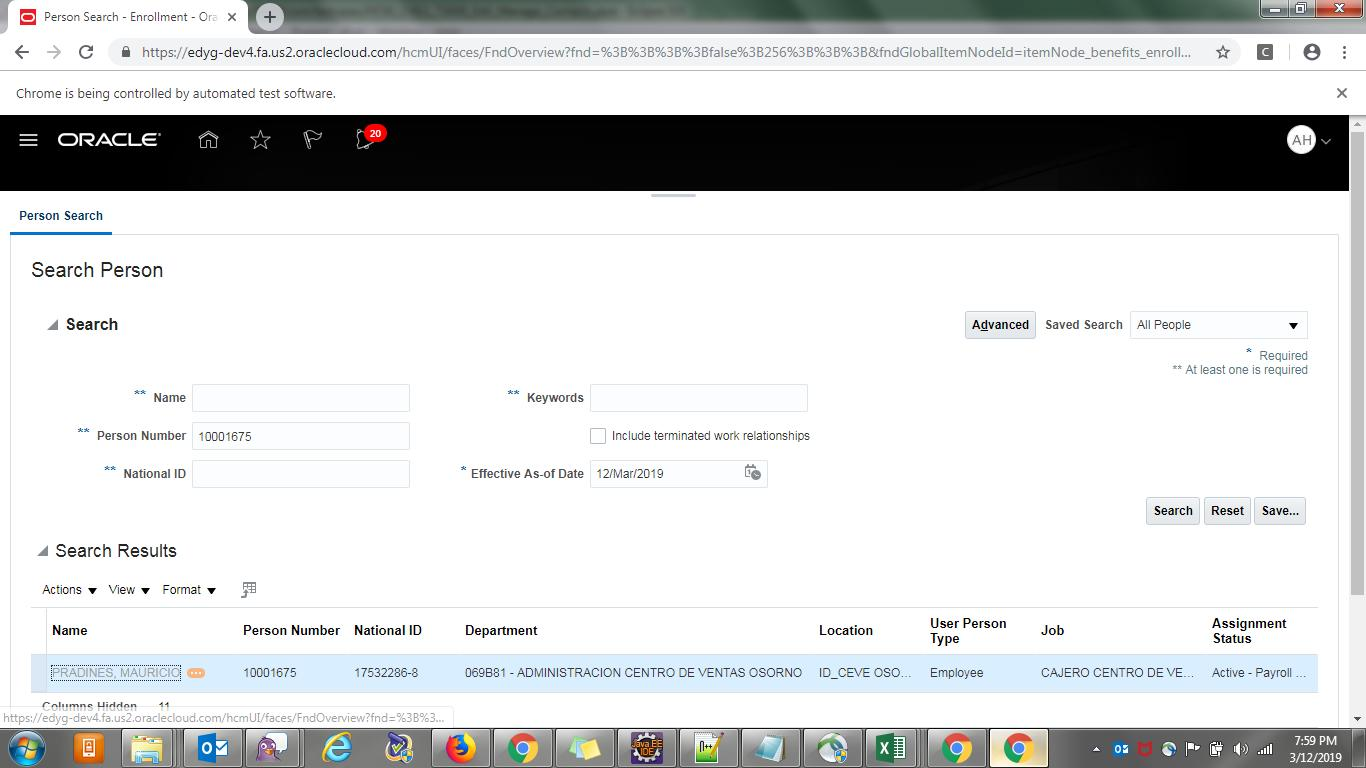 Person Search - Enrollment - Ora
https://edyg-dev4.fa.us2.oraclecloud.com/hcmUI/faces/FndOverview?fnd=%3B%3B%3B%3Bfalse%3B256%3B%3B%3B&fndGlobalItemNodeId=itemNode_benefits_enroll...
C
Chrome is being controlled by automated test software.
ORACLE
20
AH
Person Search
Search Person
Search
Advanced Saved Search All People
* Required
** At least one is required
** Name
** Keywords
** Person Number 10001675
Include terminated work relationships
** National ID
* Effective As-of Date 12/Mar/2019
Search Reset Save...
Search Results
Actions View Format
Name Person Number National ID Department Location User Person Type Job Assignment Status
PRADINES, MAURICIO 10001675 17532286-8 069B81 - ADMINISTRACION CENTRO DE VENTAS OSORNO ID_CEVE OSO... Employee CAJERO CENTRO DE VE... Active - Payroll ...
Columns Hidden 11
https://edyg-dev4.fa.us2.oraclecloud.com/hcmUI/faces/FndOverview?fnd=%3B%3...
Java EE
IDE
7:59 PM
3/12/2019